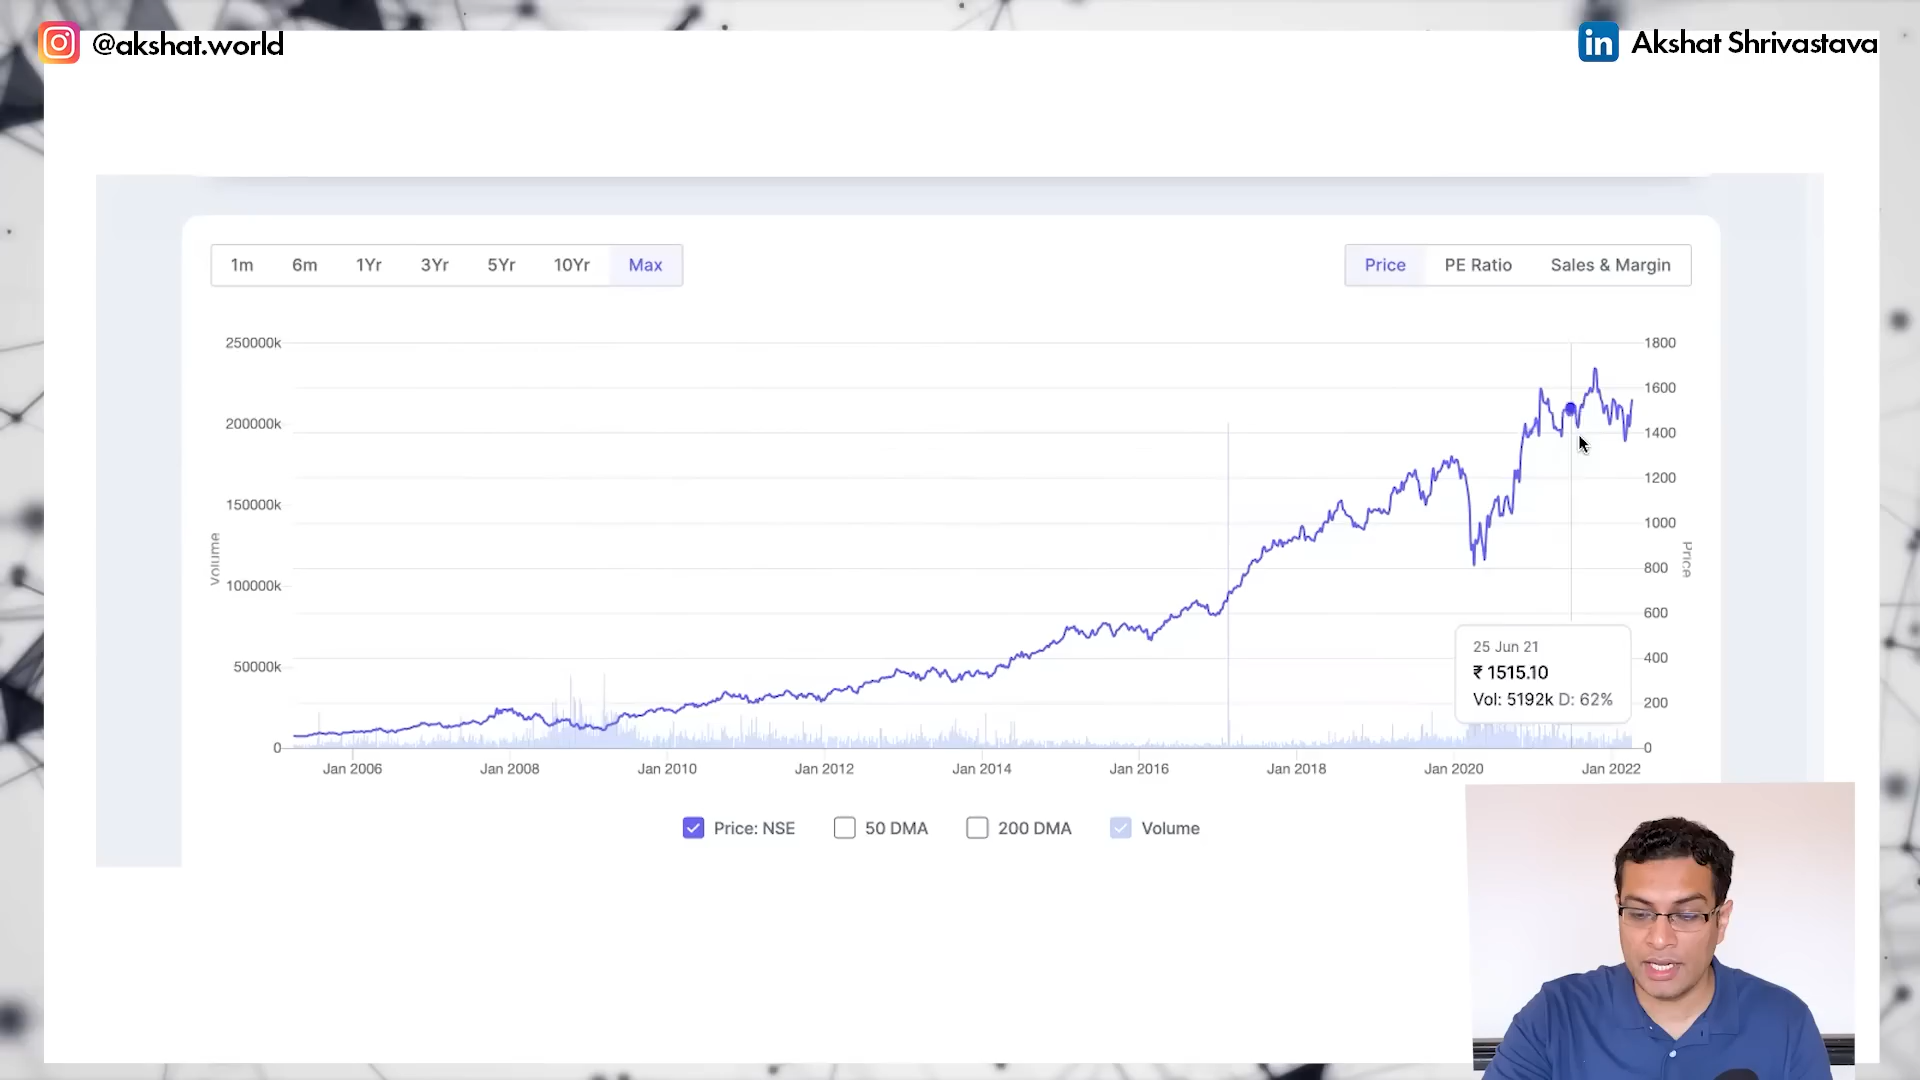 @akshat.world
in Akshat Shrivastava
1m 6m 1Yr 3Yr 5Yr 10Yr Max
Price PE Ratio Sales & Margin
250000k 1800
1600
200000k 1400
1200
150000k 1000
Volume Price
800
100000k
600
25 Jun 21
50000k 400
₹ 1515.10
Vol: 5192k D: 62%
200
0 0
Jan 2006 Jan 2008 Jan 2010 Jan 2012 Jan 2014 Jan 2016 Jan 2018 Jan 2020 Jan 2022
Price: NSE 50 DMA 200 DMA Volume